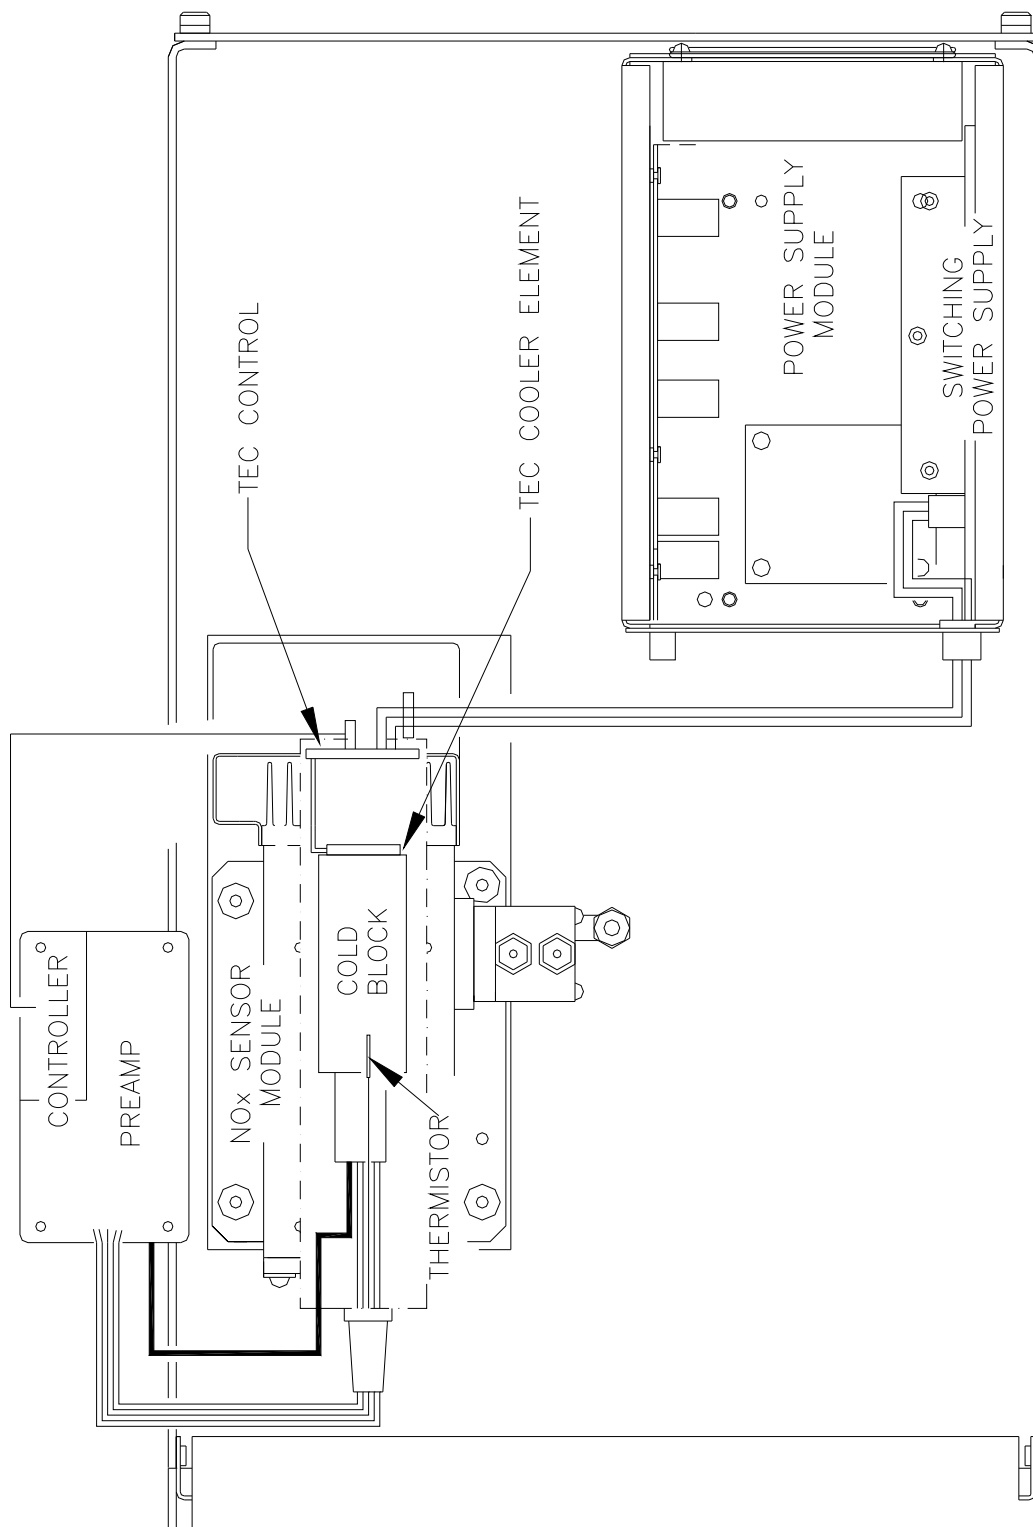 TEC CONTROL
TEC COOLER ELEMENT
POWER SUPPLY
MODULE
SWITCHING
POWER SUPPLY
CONTROLLER
PREAMP
NOx SENSOR
MODULE
COLD
BLOCK
THERMISTOR